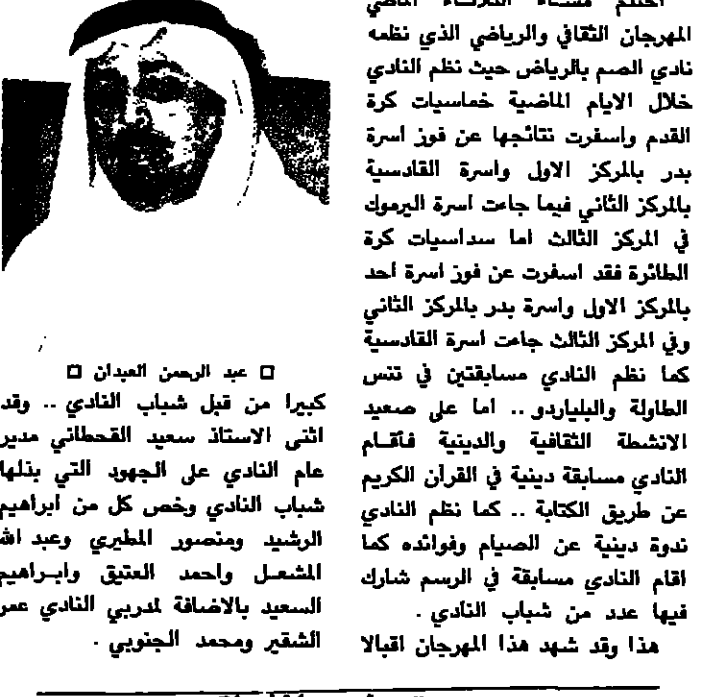 اختتم مساء الثلاثاء الماضي
المهرجان الثقافي والرياضي الذي نظمه
نادي الصم بالرياض حيث نظم النادي
خلال الايام الماضية خماسيات كرة
القدم واسفرت نتائجها عن فوز اسرة
بدر بالمركز الاول واسرة القادسية
بالمركز الثاني فيما جاءت اسرة اليرموك
في المركز الثالث اما سداسيات كرة
الطائرة فقد اسفرت عن فوز اسرة احد
بالمركز الاول واسرة بدر بالمركز الثاني
وفي المركز الثالث جاءت اسرة القادسية
كما نظم النادي مسابقتين في تنس
الطاولة والبلياردو .. اما على صعيد
الانشطة الثقافية والدينية فأقام
النادي مسابقة دينية في القرآن الكريم
عن طريق الكتابة .. كما نظم النادي
ندوة دينية عن الصيام وفوائده كما
اقام النادي مسابقة في الرسم شارك
فيها عدد من شباب النادي .
هذا وقد شهد هذا المهرجان اقبالا
□ عبد الرحمن العبدان □
كبيرا من قبل شباب النادي .. وقد
اثنى الاستاذ سعيد القحطاني مدير
عام النادي على الجهود التي بذلها
شباب النادي وخص كل من ابراهيم
الرشيد ومنصور المطيري وعبد الله
المشعل واحمد العتيق وابراهيم
السعيد بالاضافة لمدربي النادي عمر
الشقير ومحمد الجنوبي .